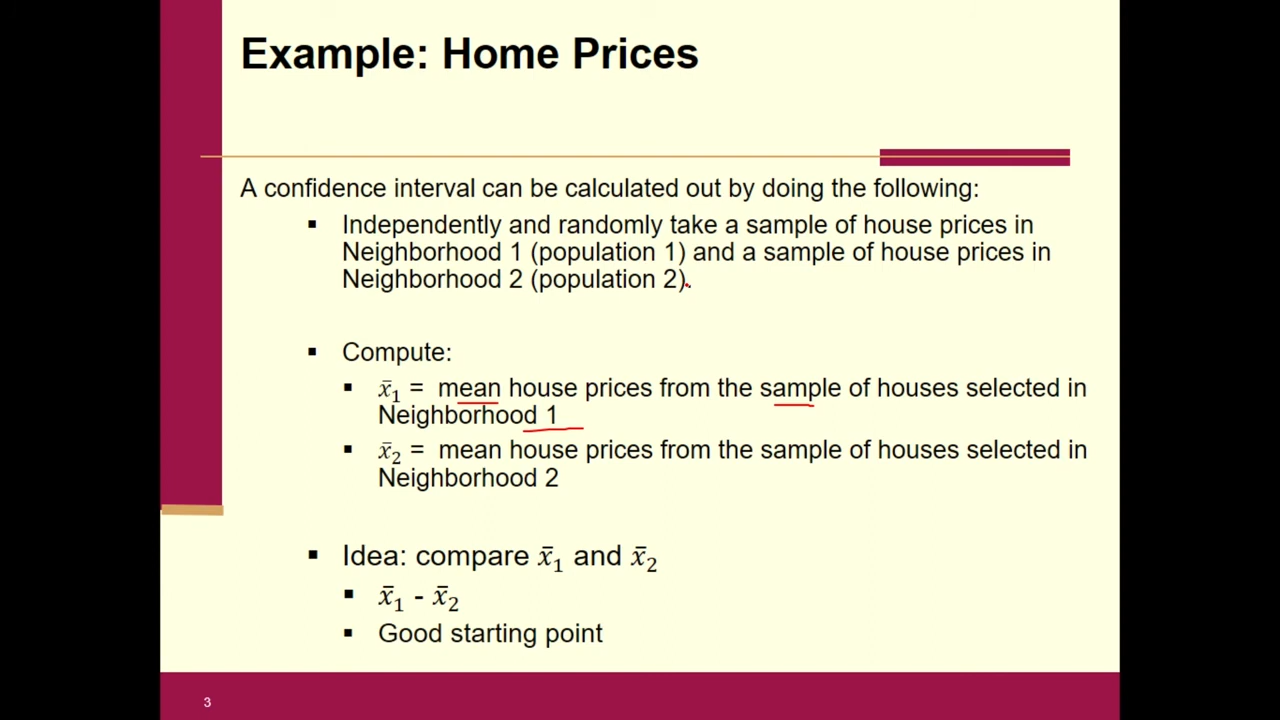 Example: Home Prices
A confidence interval can be calculated out by doing the following:
▪ Independently and randomly take a sample of house prices in
Neighborhood 1 (population 1) and a sample of house prices in
Neighborhood 2 (population 2).
▪ Compute:
▪ x̄₁ = mean house prices from the sample of houses selected in
Neighborhood 1
▪ x̄₂ = mean house prices from the sample of houses selected in
Neighborhood 2
▪ Idea: compare x̄₁ and x̄₂
▪ x̄₁ - x̄₂
▪ Good starting point
3